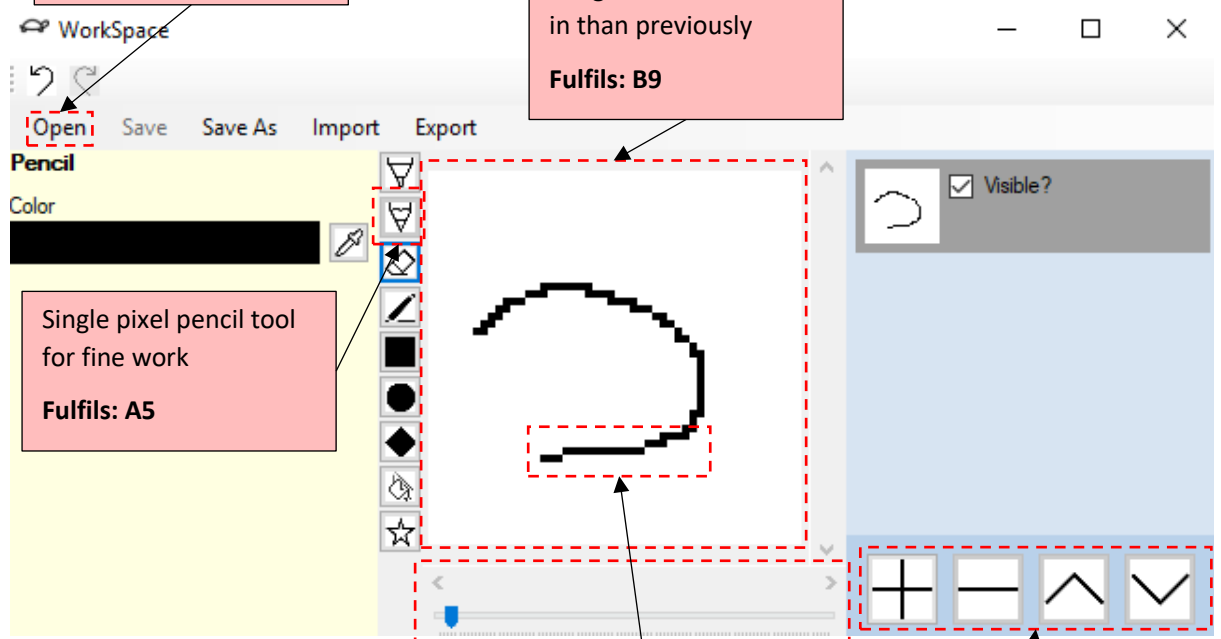 in than previously
WorkSpace
Fulfils: B9
Open Save Save As Import Export
Pencil
Color
Visible?
Single pixel pencil tool
for fine work
Fulfils: A5